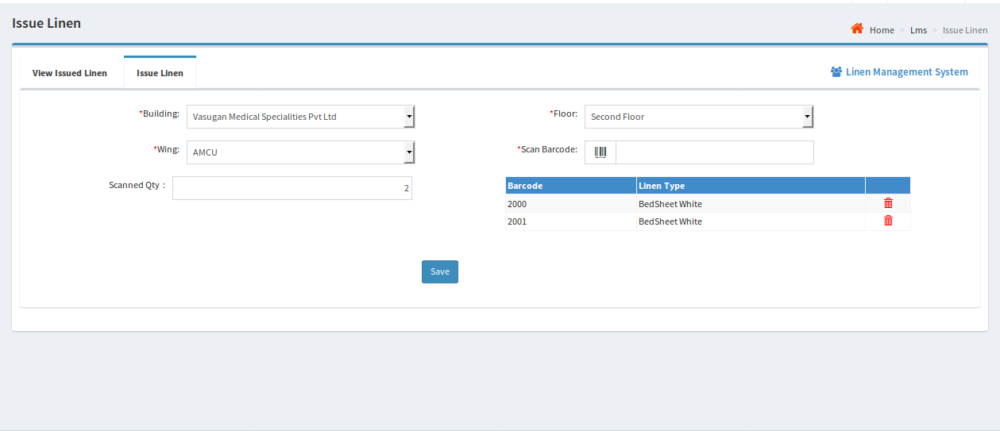 Issue Linen
Home > Lms > Issue Linen
View Issued Linen Issue Linen Linen Management System
*Building: Vasugan Medical Specialities Pvt Ltd *Floor: Second Floor
*Wing: AMCU *Scan Barcode:
Scanned Qty : 2
Barcode Linen Type
2000 BedSheet White
2001 BedSheet White
Save